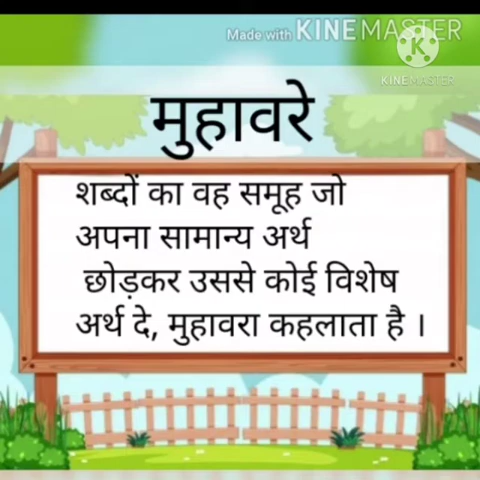 Made with KINEMASTER
KINEMASTER
मुहावरे
शब्दों का वह समूह जो
अपना सामान्य अर्थ
छोड़कर उससे कोई विशेष
अर्थ दे, मुहावरा कहलाता है ।